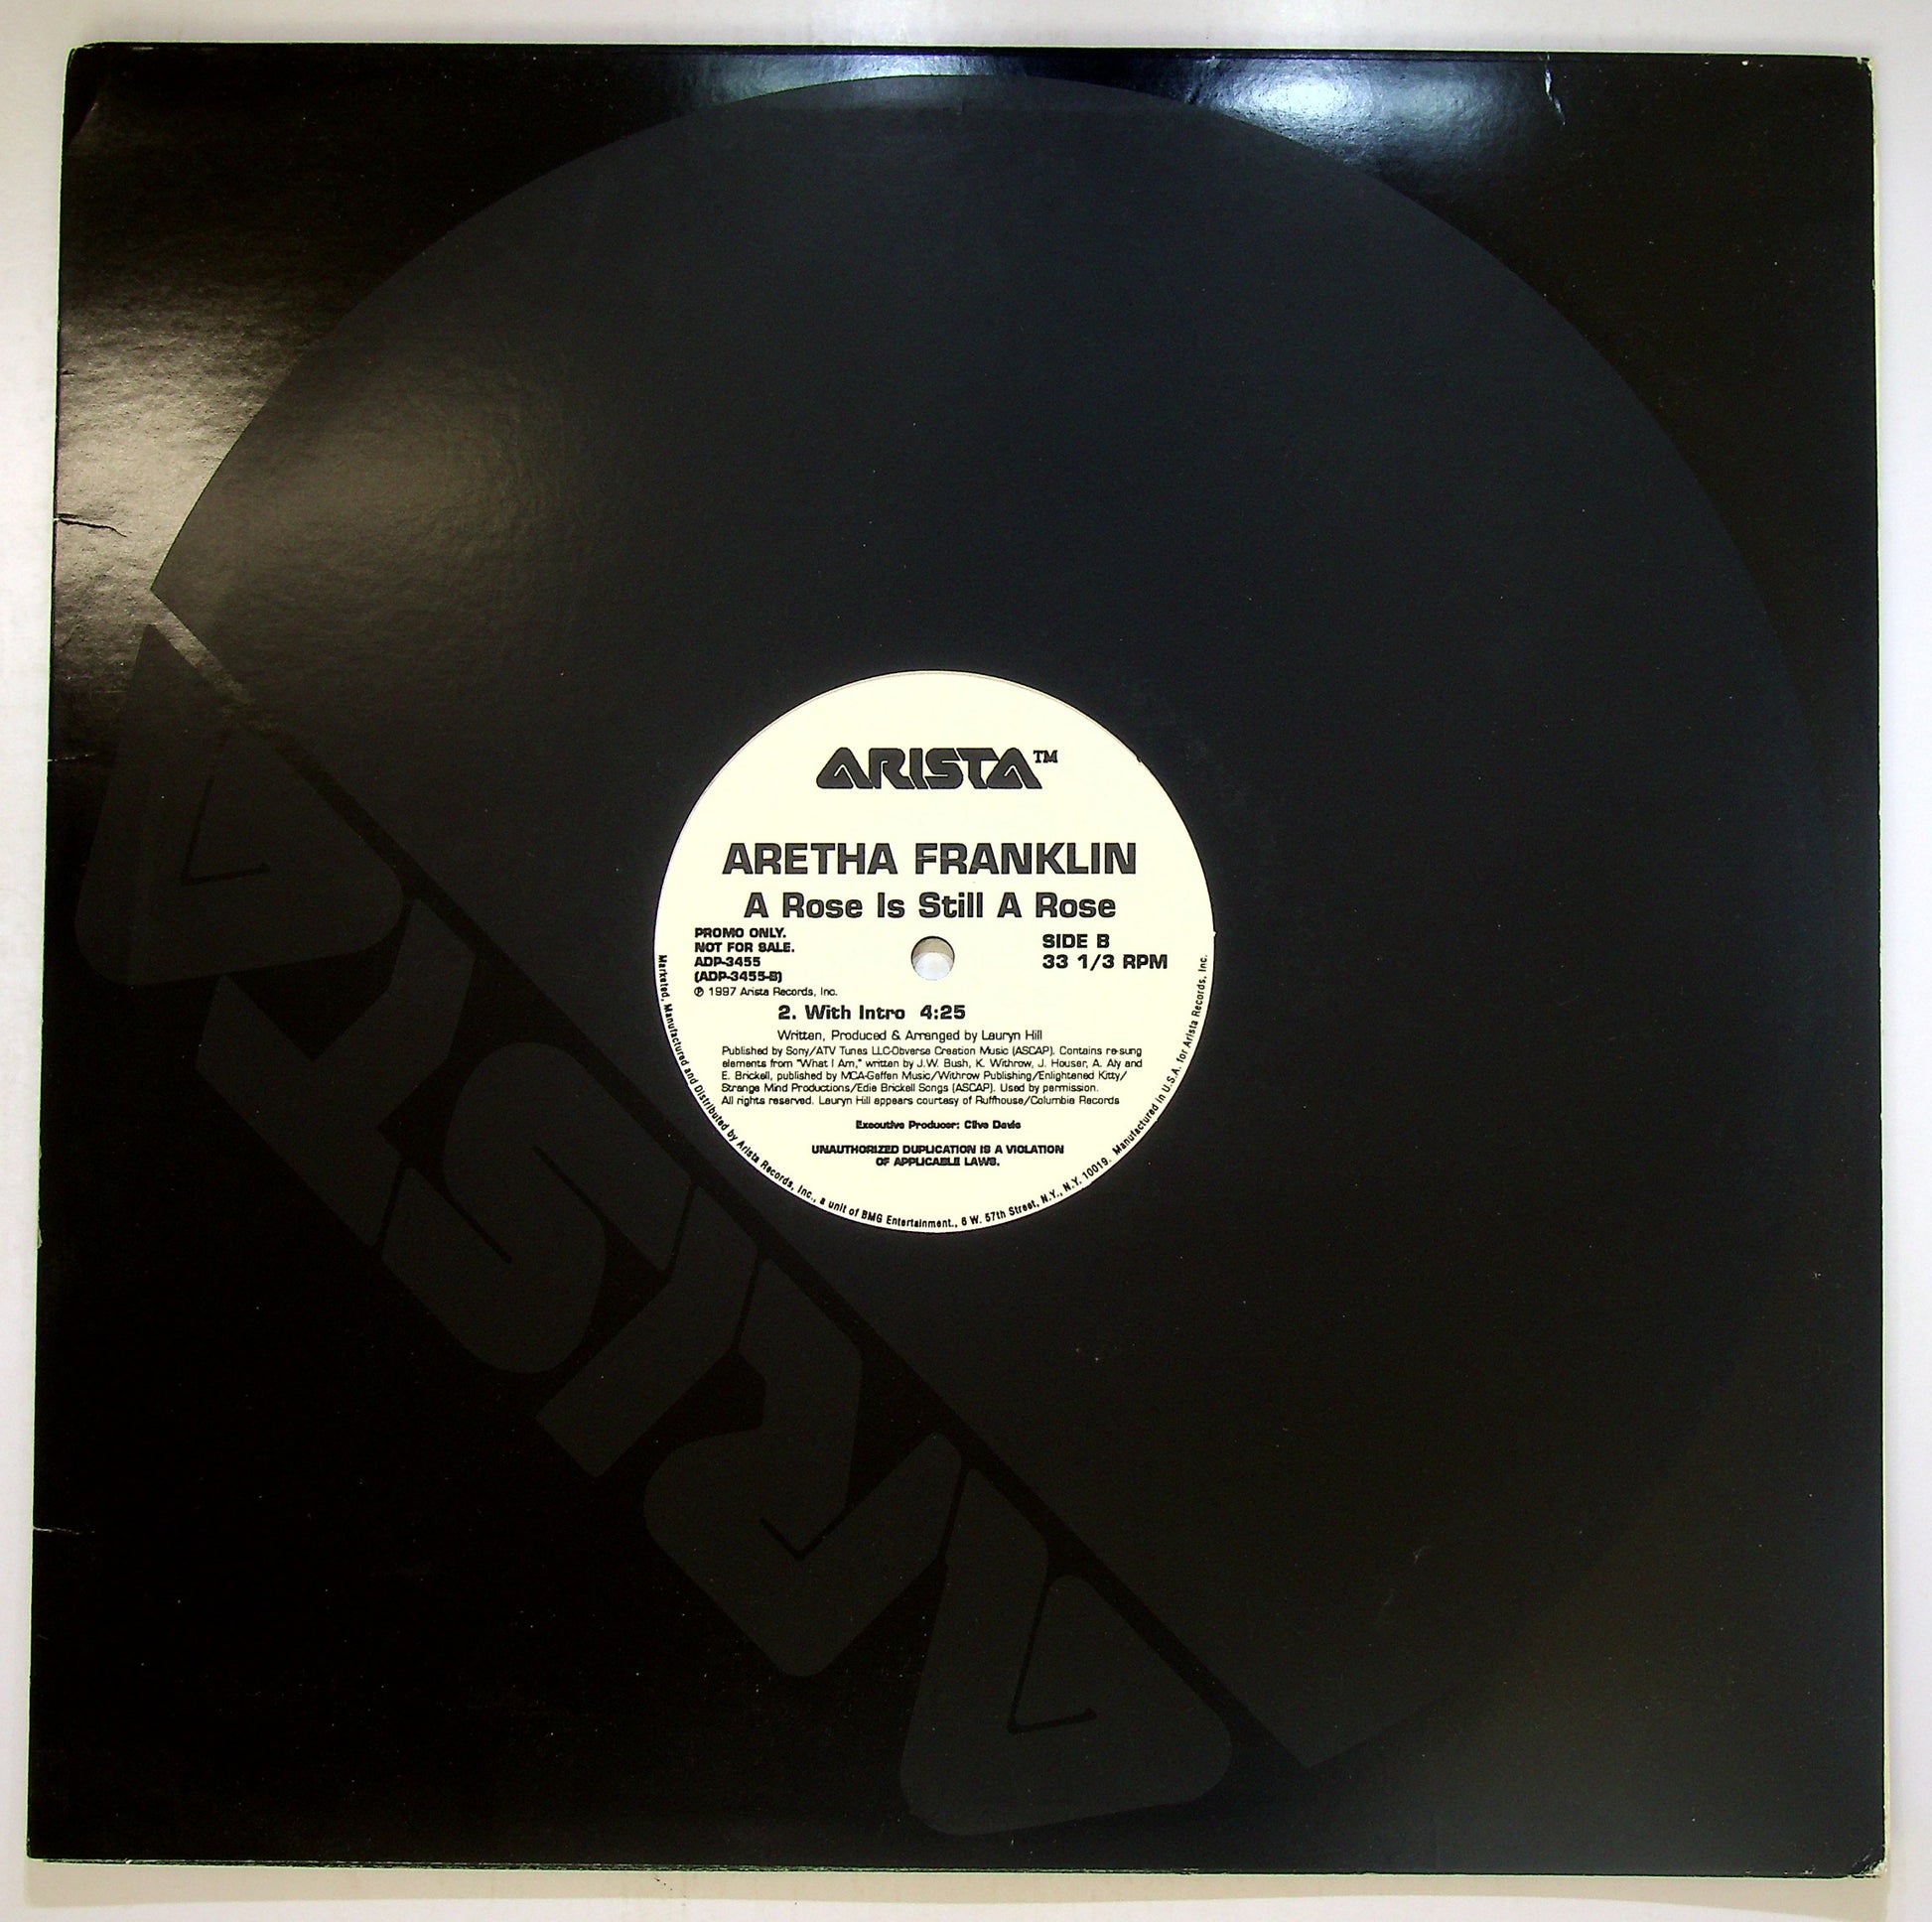 ARISTA™
ARETHA FRANKLIN
A Rose Is Still A Rose
PROMO ONLY.
NOT FOR SALE.
ADP-3455
(ADP-3455-B)
℗ 1997 Arista Records, Inc.
SIDE B
33 1/3 RPM
2. With Intro 4:25
Written, Produced & Arranged by Lauryn Hill
Published by Sony/ATV Tunes LLC-Obverse Creation Music (ASCAP). Contains re-sung
elements from "What I Am," written by J.W. Bush, K. Withrow, J. Houser, A. Aly and
E. Brickell, published by MCA-Geffen Music/Withrow Publishing/Enlightened Kitty/
Strange Mind Productions/Edie Brickell Songs (ASCAP). Used by permission.
All rights reserved. Lauryn Hill appears courtesy of Ruffhouse/Columbia Records
Executive Producer: Clive Davis
UNAUTHORIZED DUPLICATION IS A VIOLATION
OF APPLICABLE LAWS.
Marketed, Manufactured and Distributed by Arista Records, Inc., a unit of BMG Entertainment., 6 W. 57th Street, N.Y., N.Y. 10019. Manufactured in U.S.A. for Arista Records, Inc.
ARISTA